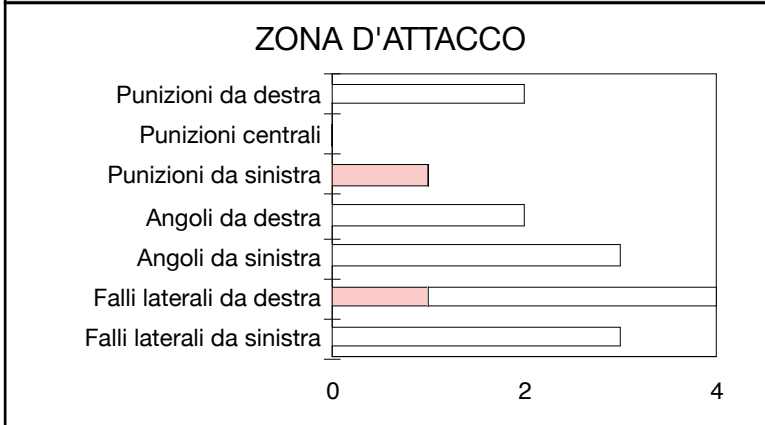 ZONA D'ATTACCO
Punizioni da destra
Punizioni centrali
Punizioni da sinistra
Angoli da destra
Angoli da sinistra
Falli laterali da destra
Falli laterali da sinistra
0 2 4